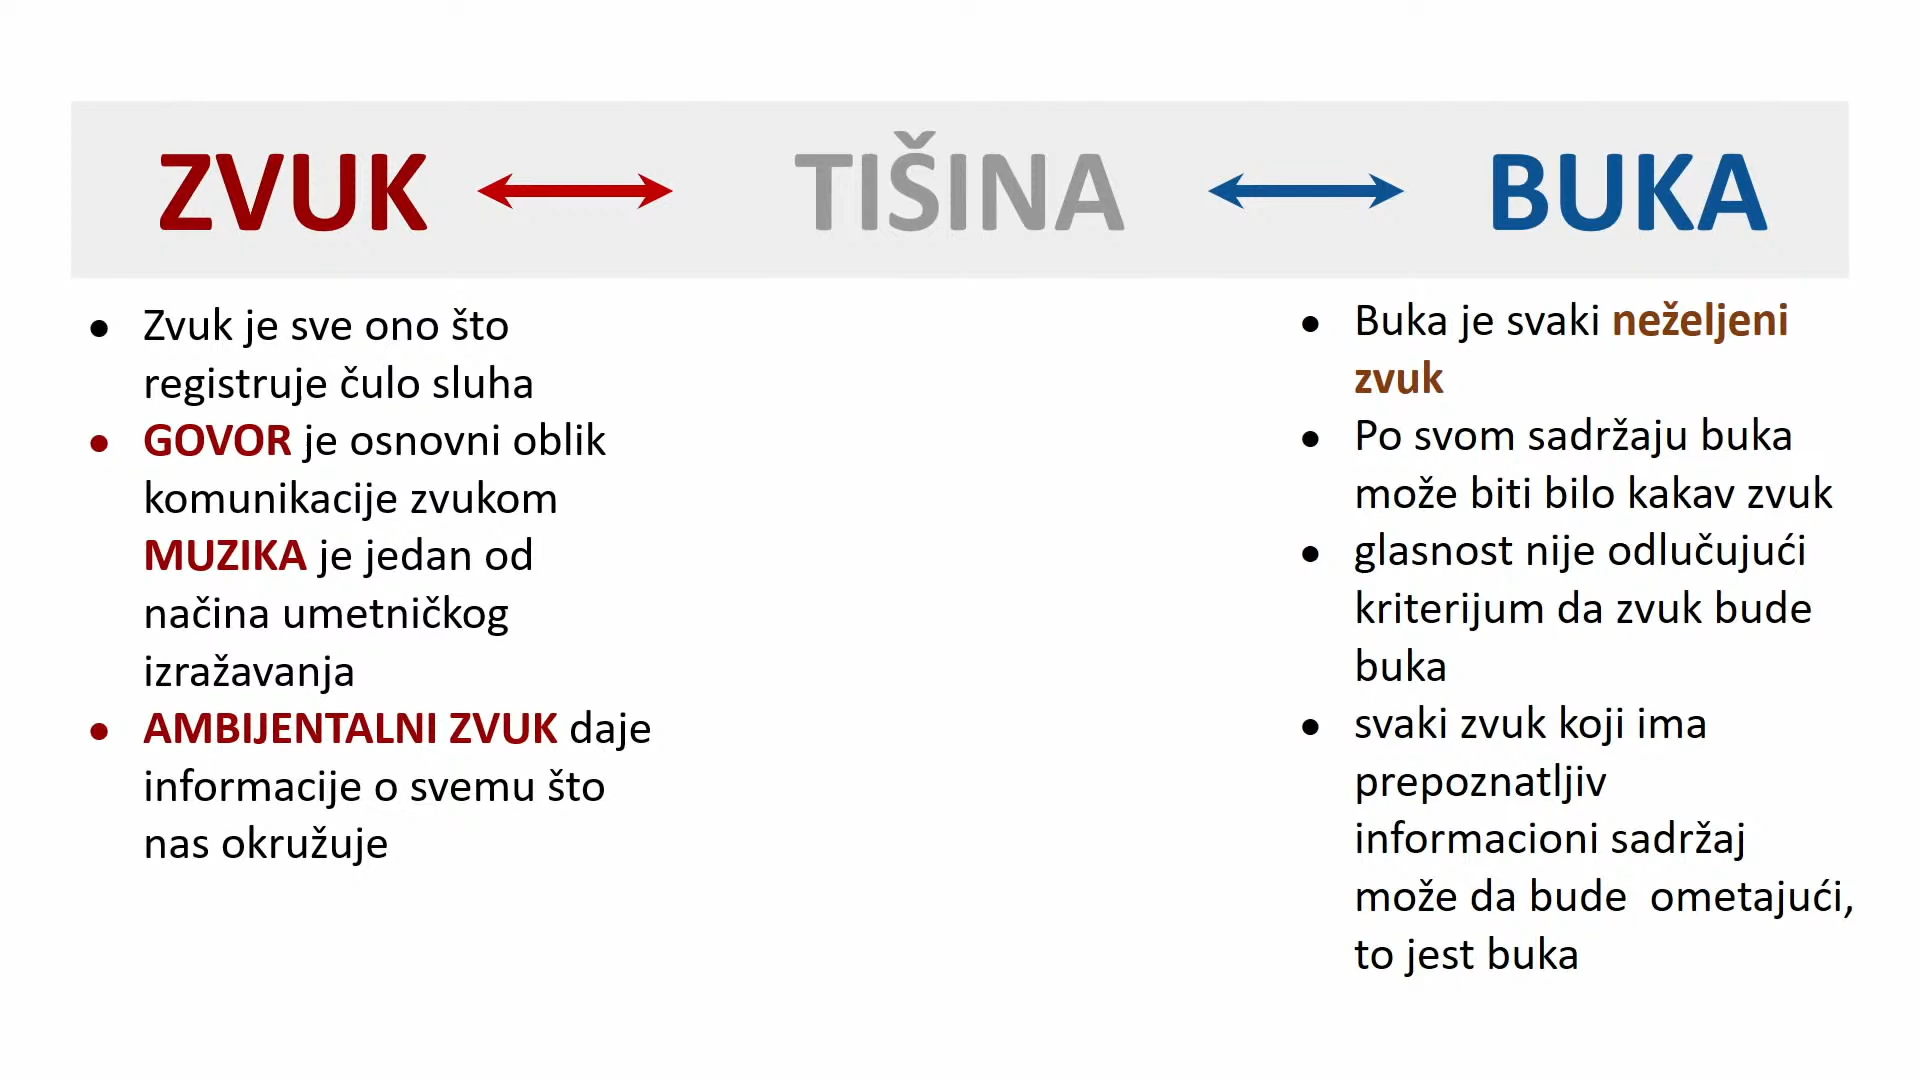 ZVUK TIŠINA BUKA
● Zvuk je sve ono što
registruje čulo sluha
● GOVOR je osnovni oblik
komunikacije zvukom
MUZIKA je jedan od
načina umetničkog
izražavanja
● AMBIJENTALNI ZVUK daje
informacije o svemu što
nas okružuje
● Buka je svaki neželjeni
zvuk
● Po svom sadržaju buka
može biti bilo kakav zvuk
● glasnost nije odlučujući
kriterijum da zvuk bude
buka
● svaki zvuk koji ima
prepoznatljiv
informacioni sadržaj
može da bude  ometajući,
to jest buka